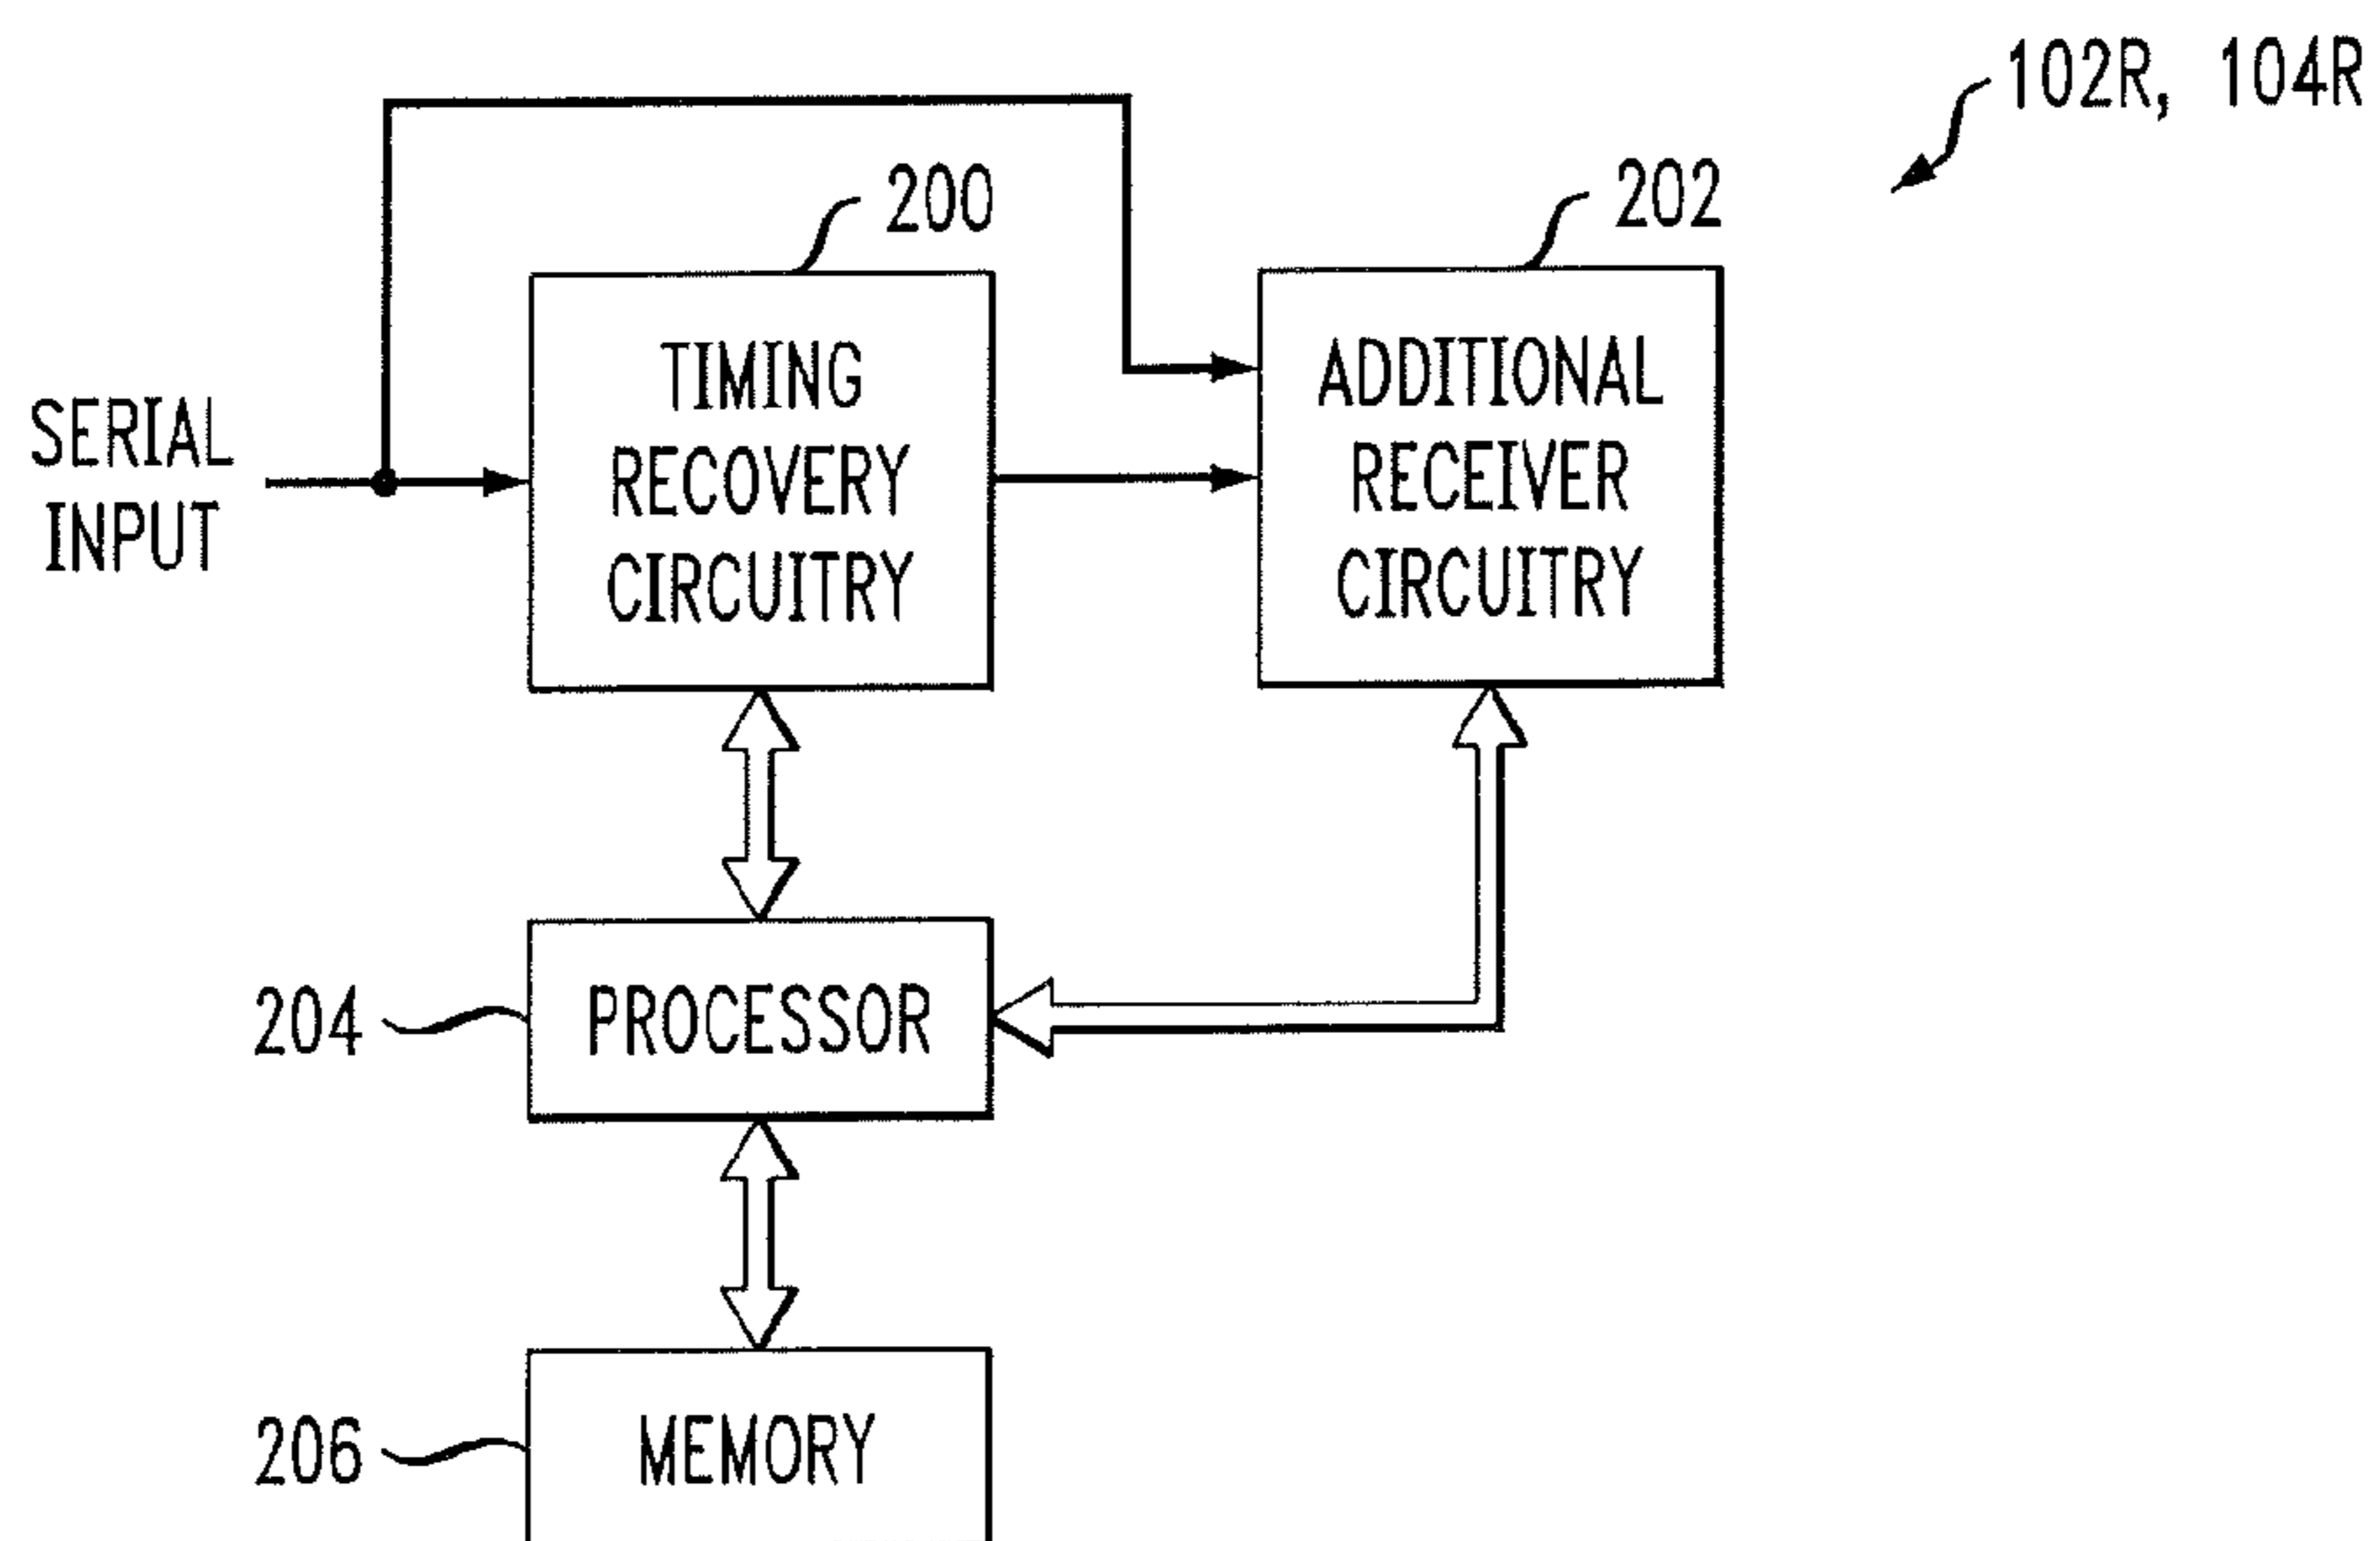 102R, 104R
200
202
SERIAL
INPUT
TIMING
RECOVERY
CIRCUITRY
ADDITIONAL
RECEIVER
CIRCUITRY
204
PROCESSOR
206
MEMORY